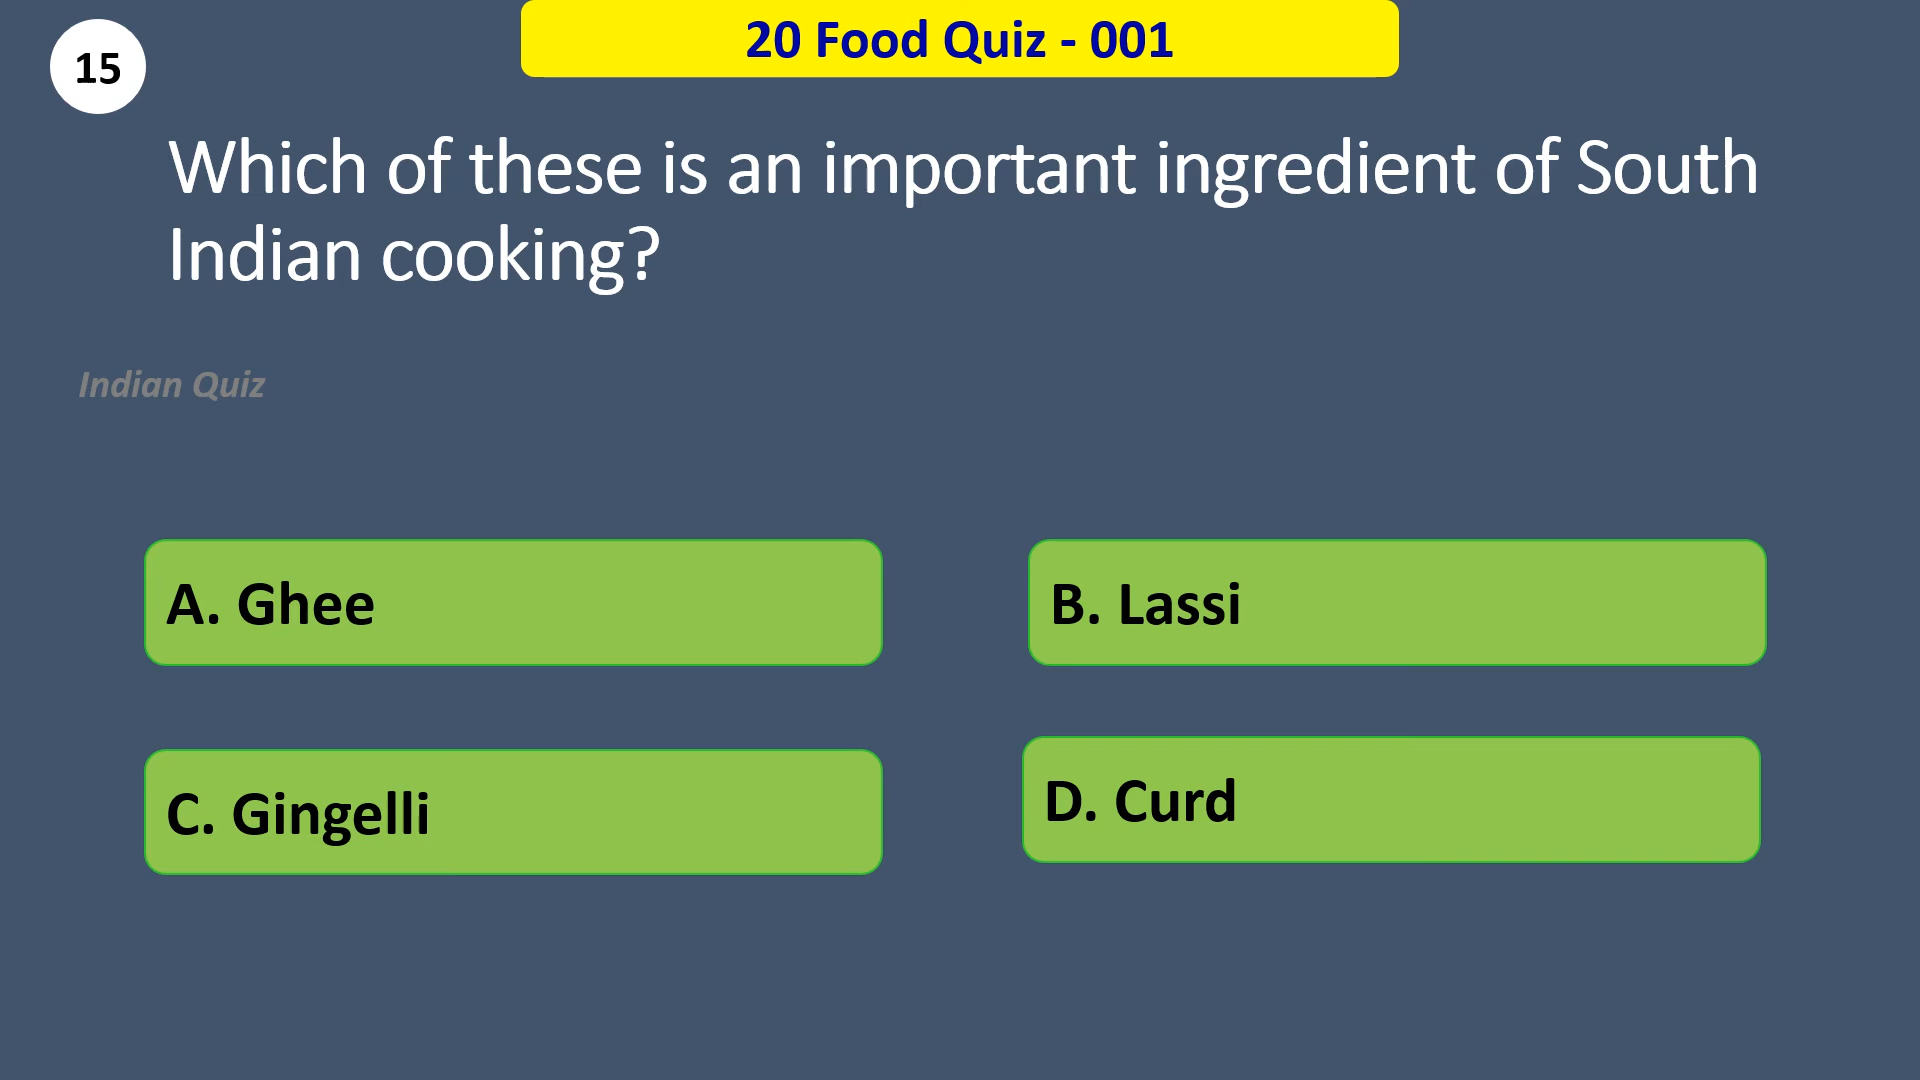 15
20 Food Quiz - 001
Which of these is an important ingredient of South
Indian cooking?
Indian Quiz
A. Ghee
B. Lassi
C. Gingelli
D. Curd